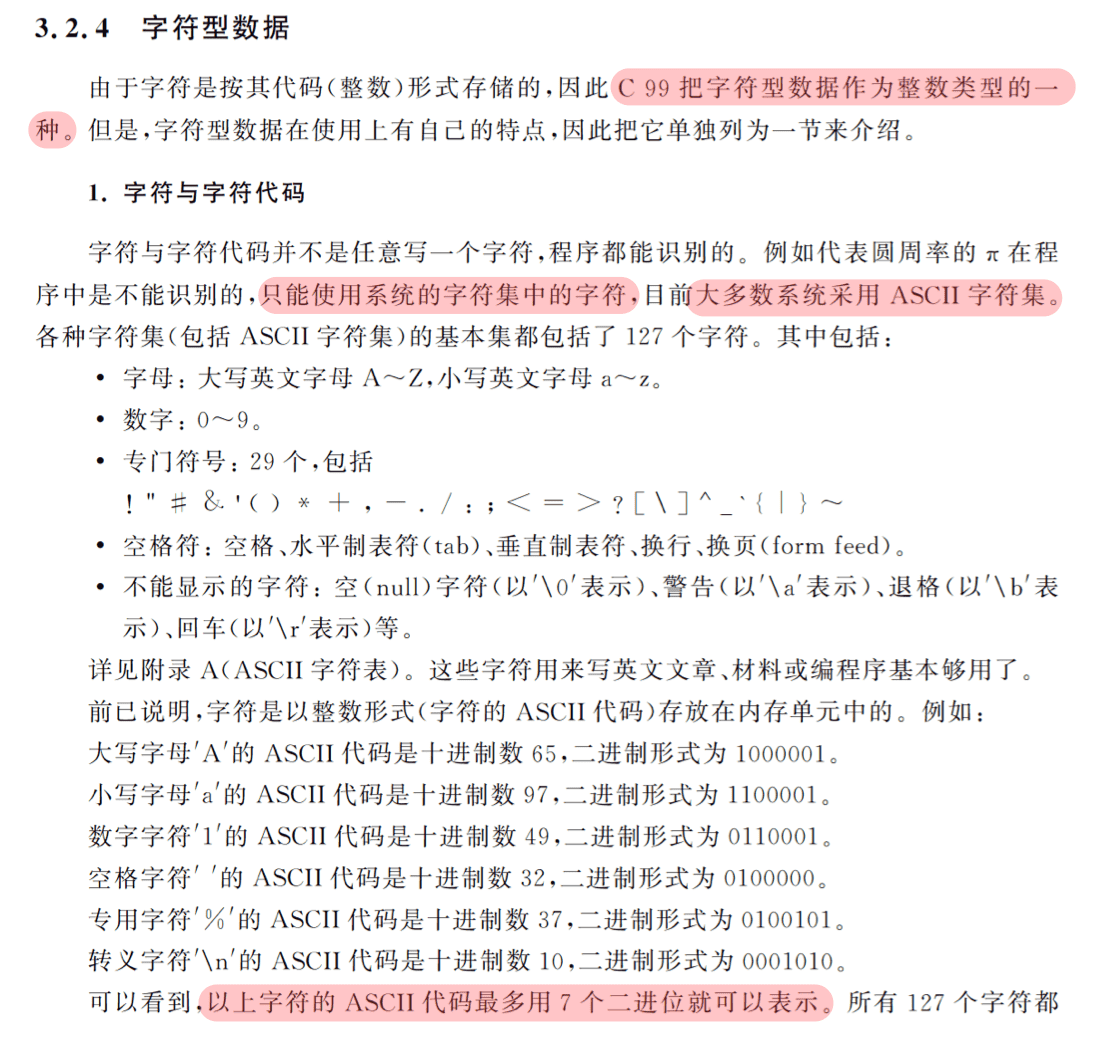 3.2.4 字符型数据
由于字符是按其代码(整数)形式存储的,因此 C 99 把字符型数据作为整数类型的一
种。但是,字符型数据在使用上有自己的特点,因此把它单独列为一节来介绍。
1. 字符与字符代码
字符与字符代码并不是任意写一个字符,程序都能识别的。例如代表圆周率的 π 在程
序中是不能识别的,只能使用系统的字符集中的字符,目前大多数系统采用 ASCII 字符集。
各种字符集(包括 ASCII 字符集)的基本集都包括了 127 个字符。其中包括:
• 字母: 大写英文字母 A～Z,小写英文字母 a～z。
• 数字: 0～9。
• 专门符号: 29 个,包括
! " # & ' ( ) * + , - . / : ; < = > ? [ \ ] ^ _ ` { | } ~
• 空格符: 空格、水平制表符(tab)、垂直制表符、换行、换页(form feed)。
• 不能显示的字符: 空(null)字符(以'\0'表示)、警告(以'\a'表示)、退格(以'\b'表
示)、回车(以'\r'表示)等。
详见附录 A(ASCII 字符表)。这些字符用来写英文文章、材料或编程序基本够用了。
前已说明,字符是以整数形式(字符的 ASCII 代码)存放在内存单元中的。例如:
大写字母'A'的 ASCII 代码是十进制数 65,二进制形式为 1000001。
小写字母'a'的 ASCII 代码是十进制数 97,二进制形式为 1100001。
数字字符'1'的 ASCII 代码是十进制数 49,二进制形式为 0110001。
空格字符' '的 ASCII 代码是十进制数 32,二进制形式为 0100000。
专用字符'%'的 ASCII 代码是十进制数 37,二进制形式为 0100101。
转义字符'\n'的 ASCII 代码是十进制数 10,二进制形式为 0001010。
可以看到,以上字符的 ASCII 代码最多用 7 个二进位就可以表示。所有 127 个字符都